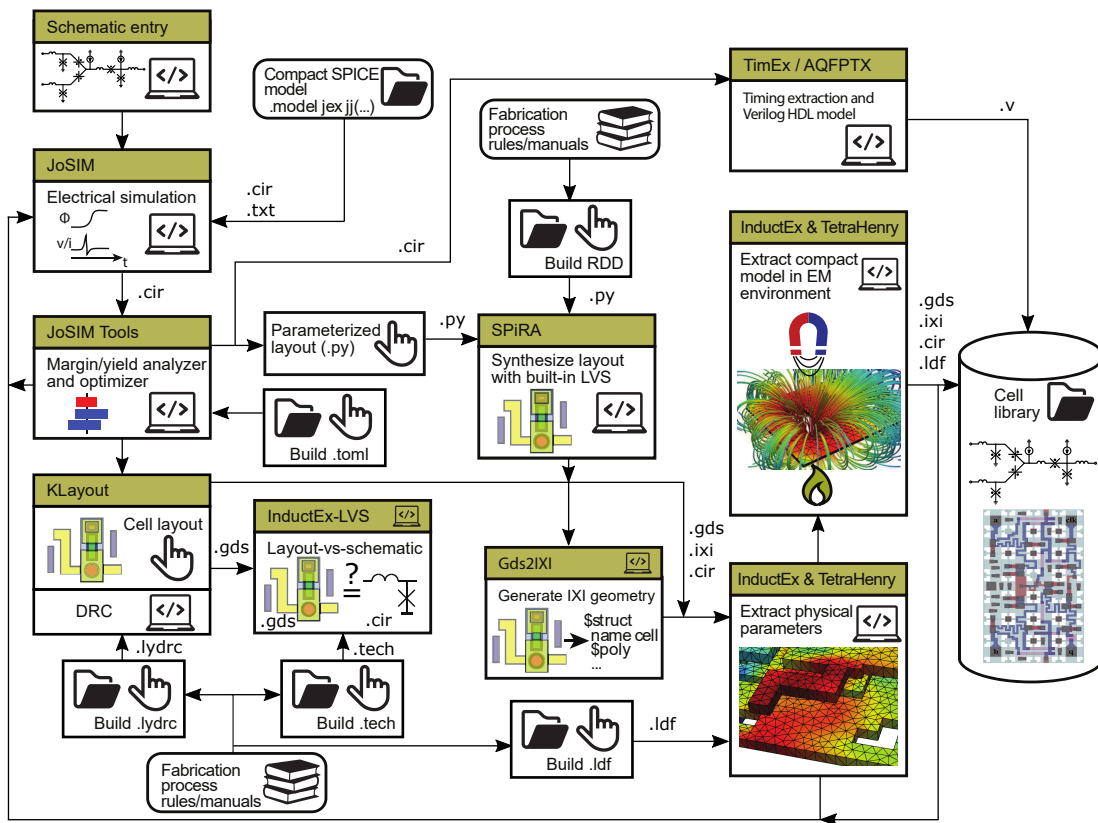 Schematic entry
</>
Compact SPICE
model
.model jex jj(...)
TimEx / AQFPTX
Timing extraction and
Verilog HDL model
</>
.v
Fabrication
process
rules/manuals
JoSIM
Electrical simulation
Φ
v/i
t
</>
.cir
.txt
.cir
Build RDD
.py
InductEx & TetraHenry
Extract compact
model in EM
environment
</>
.gds
.ixi
.cir
.ldf
.cir
JoSIM Tools
Margin/yield analyzer
and optimizer
</>
Parameterized
layout (.py)
.py
SPiRA
Synthesize layout
with built-in LVS
</>
Build .toml
Cell
library
KLayout
Cell layout
DRC
</>
.gds
InductEx-LVS
</>
Layout-vs-schematic
?
=
.gds
.cir
Gds2IXI
</>
Generate IXI geometry
$struct
name cell
$poly
...
.gds
.ixi
.cir
InductEx & TetraHenry
Extract physical
parameters
</>
a
clk
b
q
.lydrc
Build .lydrc
.tech
Build .tech
Build .ldf
.ldf
Fabrication
process
rules/manuals